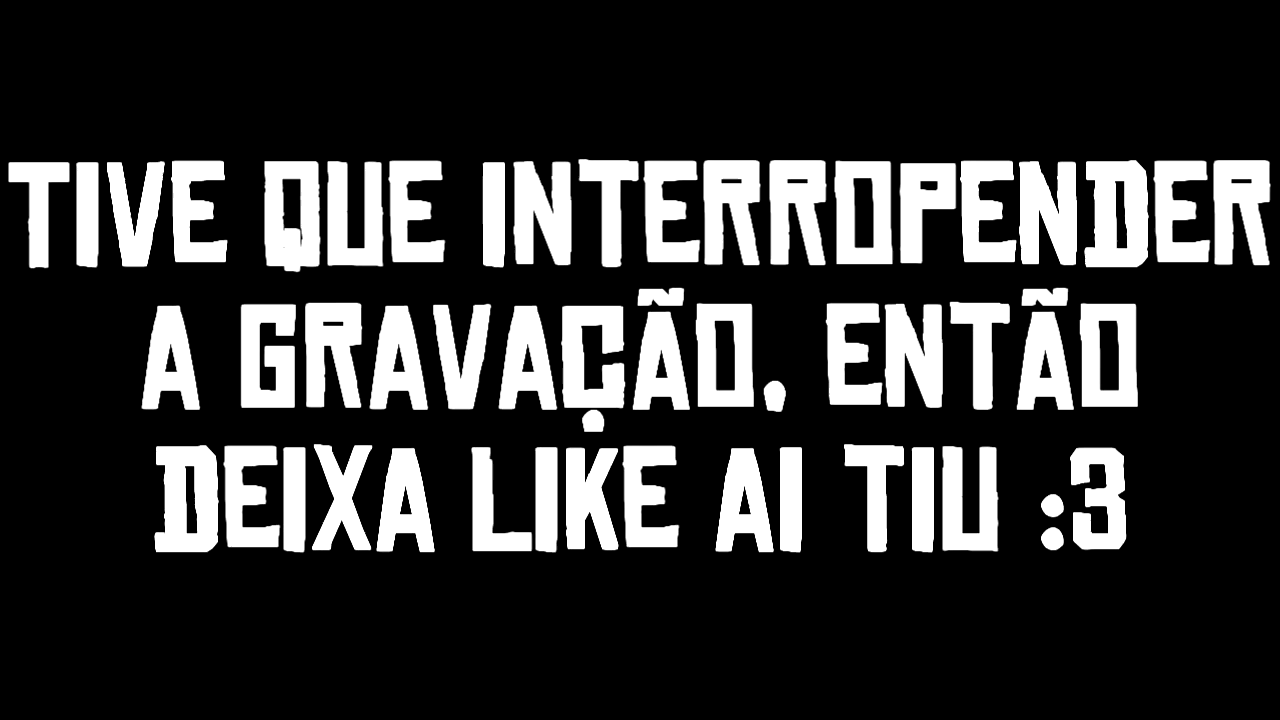 TIVE QUE INTERROPENDER
A GRAVAÇÃO, ENTÃO
DEIXA LIKE AI TIU :3